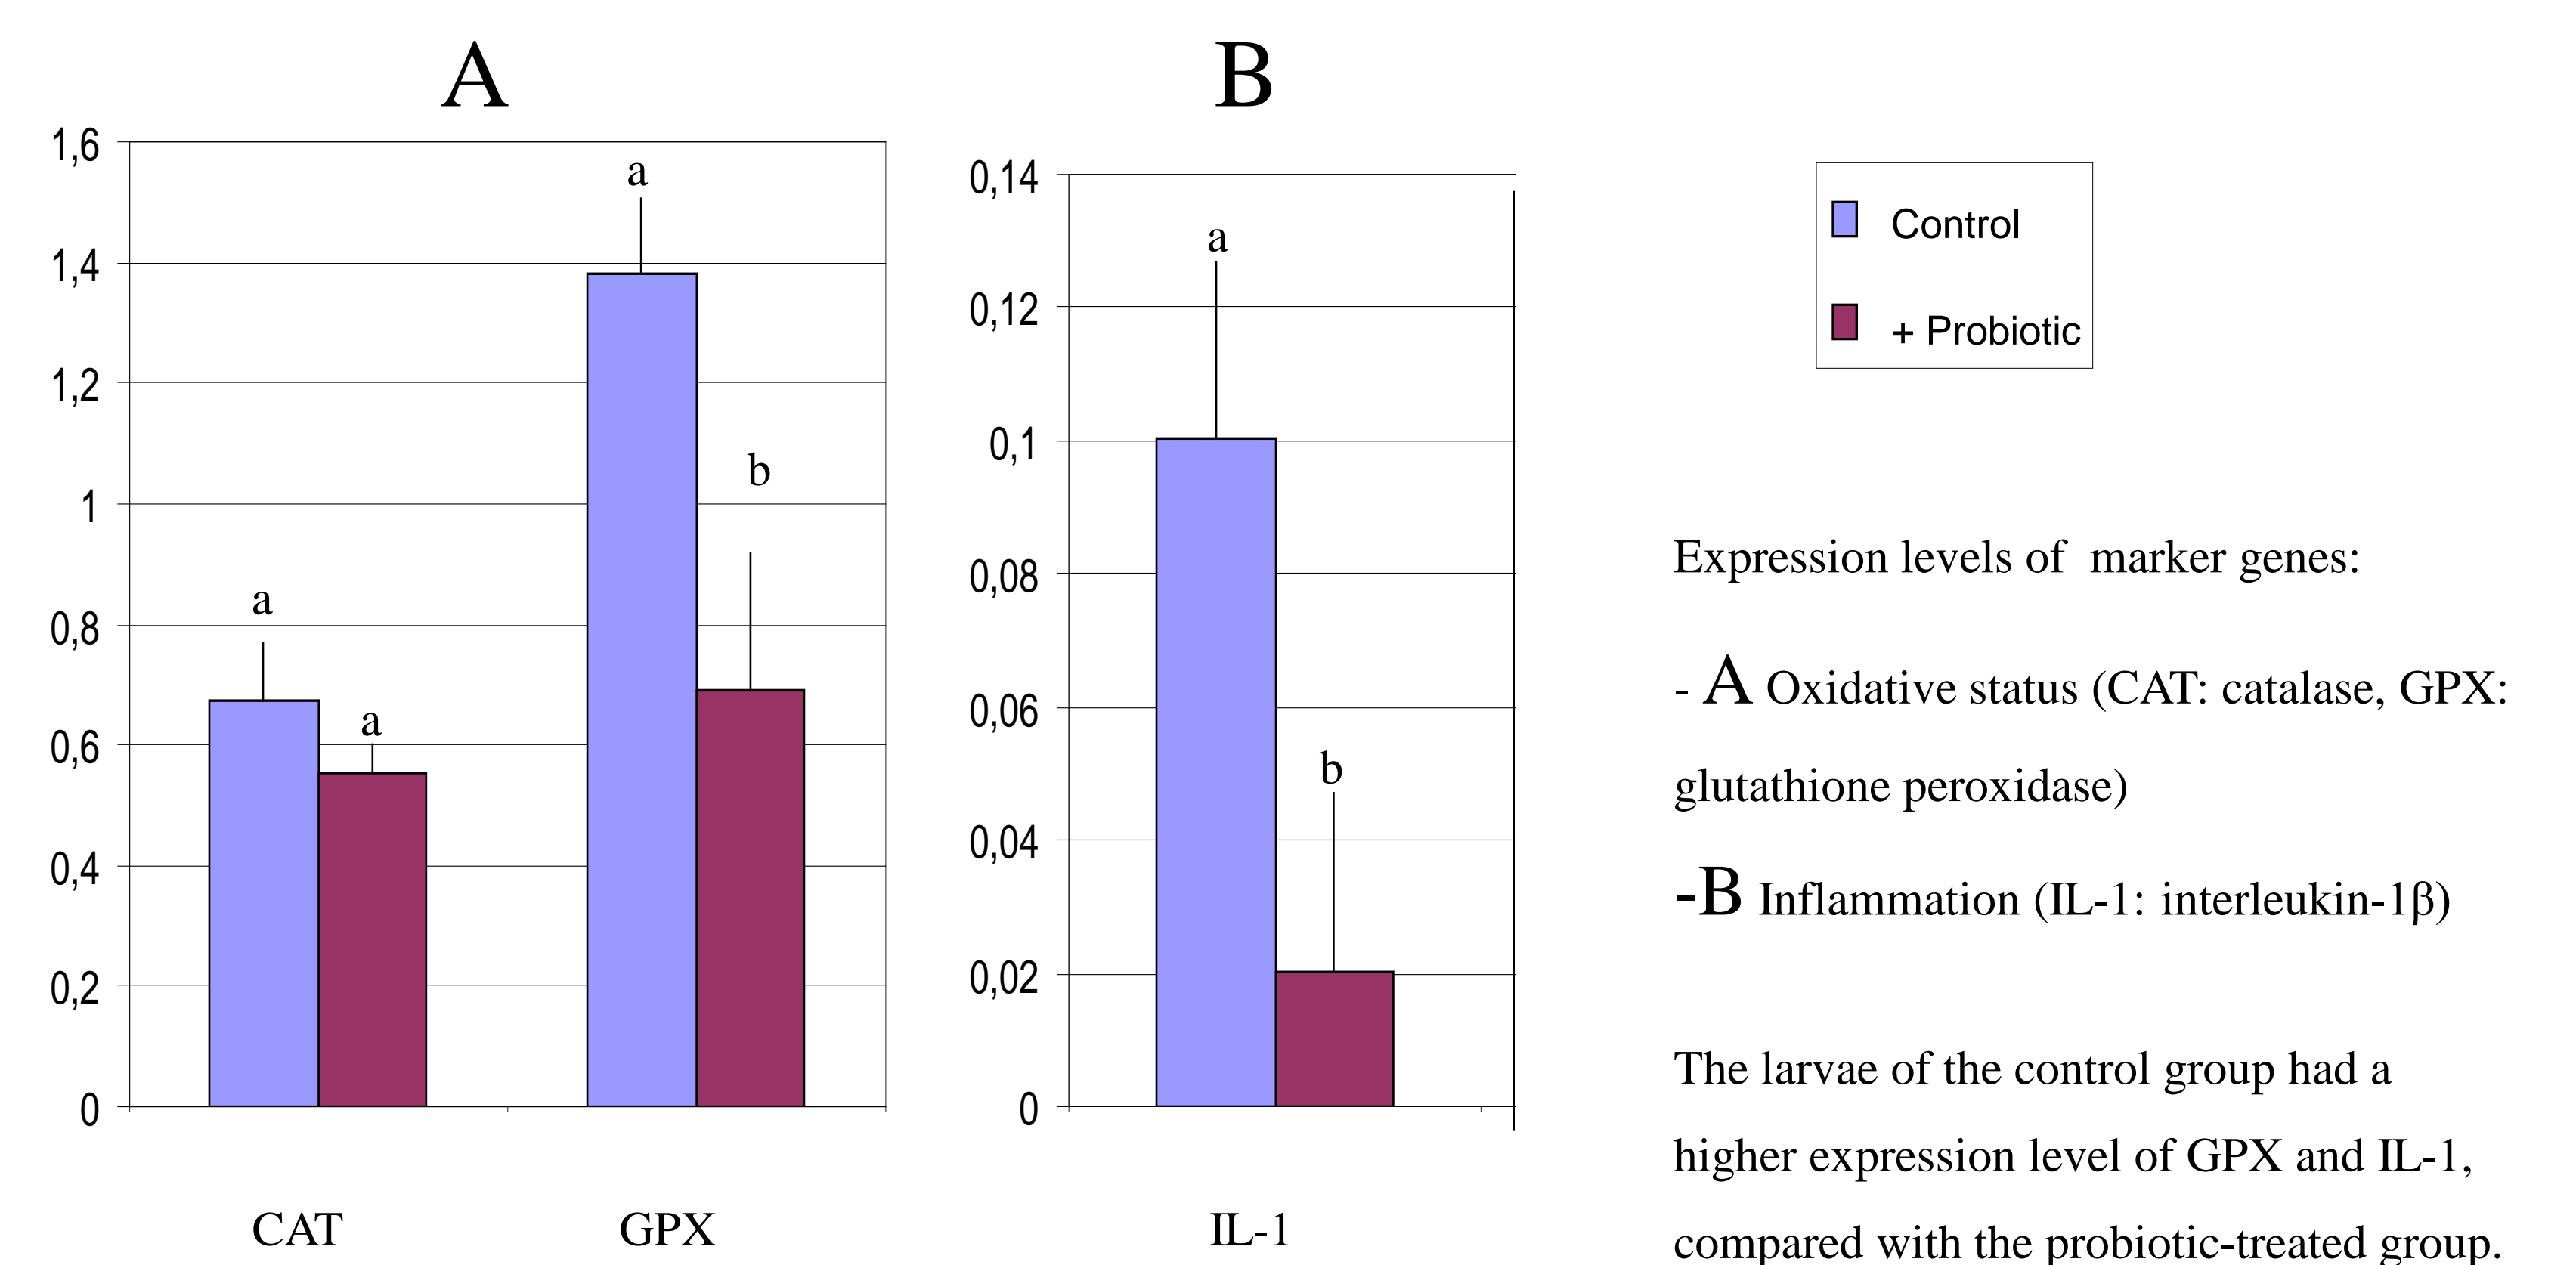 A
1,6
1,4
1,2
1
0,8
0,6
0,4
0,2
0
a
a
a
b
CAT
GPX
B
0,14
0,12
0,1
0,08
0,06
0,04
0,02
0
a
b
IL-1
Control
+ Probiotic
Expression levels of marker genes:
- A Oxidative status (CAT: catalase, GPX:
glutathione peroxidase)
-B Inflammation (IL-1: interleukin-1β)
The larvae of the control group had a
higher expression level of GPX and IL-1,
compared with the probiotic-treated group.